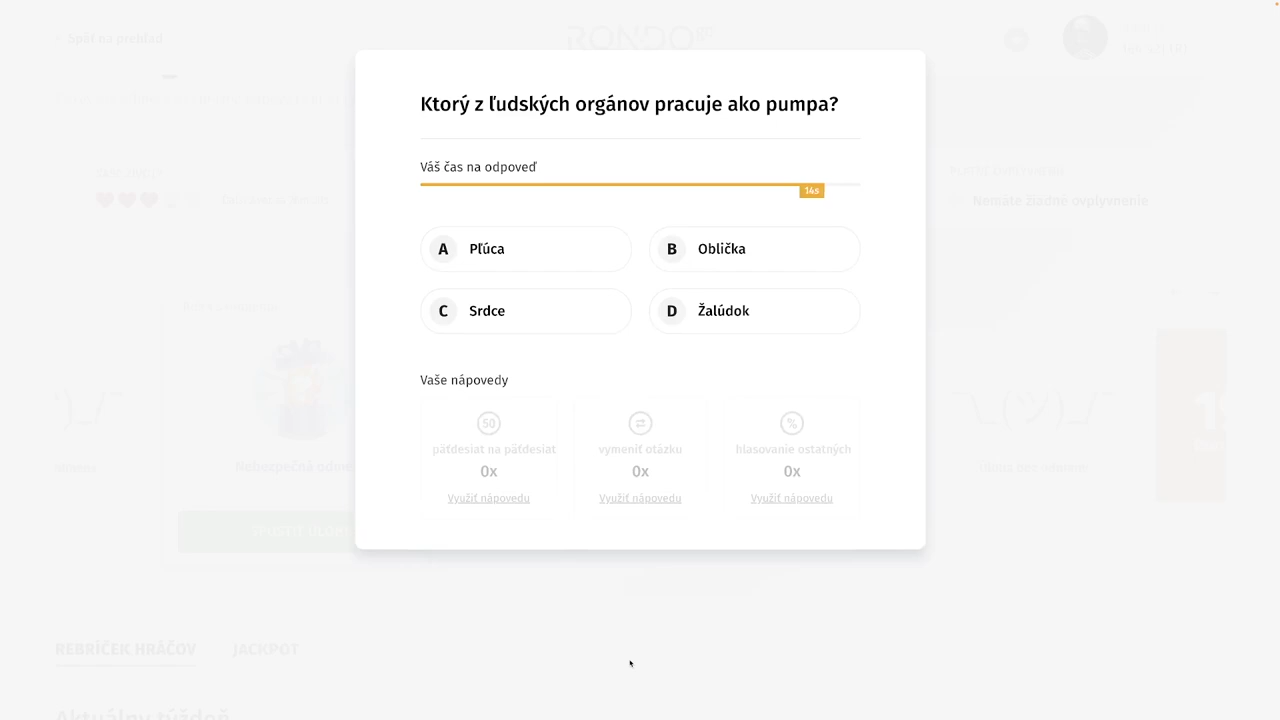 Späť na prehľad
RONDO go
Ktorý z ľudských orgánov pracuje ako pumpa?
Váš čas na odpoveď
14s
A Pľúca
B Oblička
C Srdce
D Žalúdok
Nemáte žiadne ovplyvnenie
Vaše nápovedy
50
päťdesiat na päťdesiat
0x
Využiť nápovedu
vymeniť otázku
0x
Využiť nápovedu
%
hlasovanie ostatných
0x
Využiť nápovedu
REBRÍČEK HRÁČOV
JACKPOT
Aktuálny týždeň